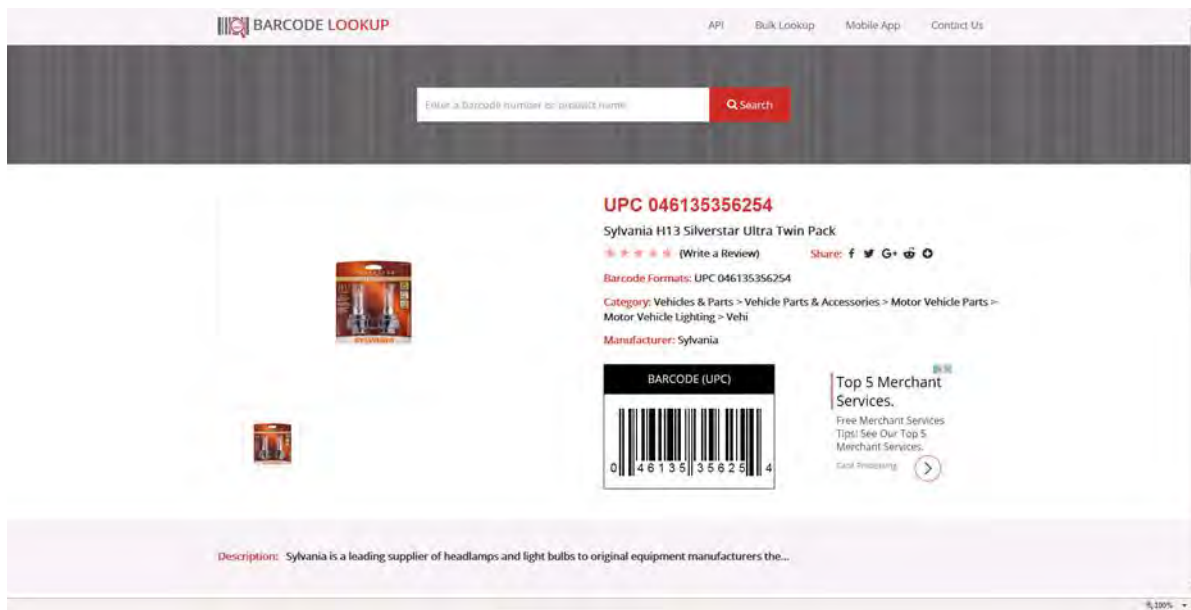 BARCODE LOOKUP
API Bulk Lookup Mobile App Contact Us
Enter a barcode number or product name
Search
UPC 046135356254
Sylvania H13 Silverstar Ultra Twin Pack
(Write a Review) Share:
Barcode Formats: UPC 046135356254
Category: Vehicles & Parts > Vehicle Parts & Accessories > Motor Vehicle Parts >
Motor Vehicle Lighting > Vehi
Manufacturer: Sylvania
BARCODE (UPC)
0 46135 35625 4
Top 5 Merchant
Services.
Free Merchant Services
Tips! See Our Top 5
Merchant Services.
Card Processing
SYLVANIA
Description: Sylvania is a leading supplier of headlamps and light bulbs to original equipment manufacturers the...
100%